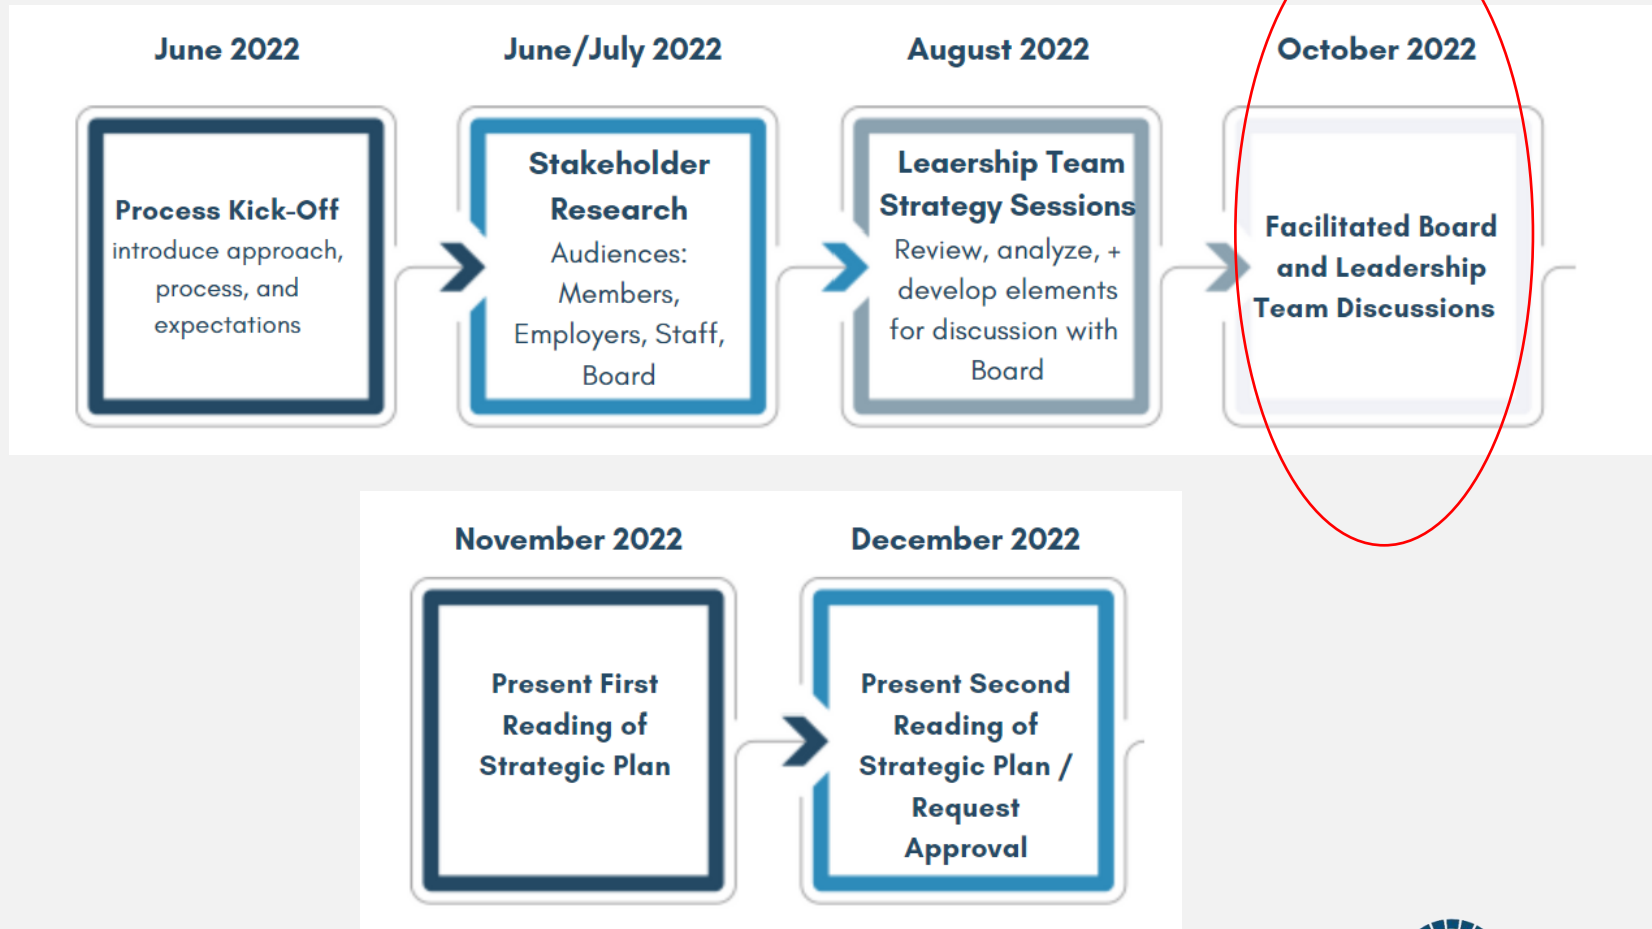 June 2022
Process Kick-Off
introduce approach,
process, and
expectations
June/July 2022
Stakeholder
Research
Audiences:
Members,
Employers, Staff,
Board
August 2022
Leaership Team
Strategy Sessions
Review, analyze, +
develop elements
for discussion with
Board
October 2022
Facilitated Board
and Leadership
Team Discussions
November 2022
Present First
Reading of
Strategic Plan
December 2022
Present Second
Reading of
Strategic Plan /
Request
Approval